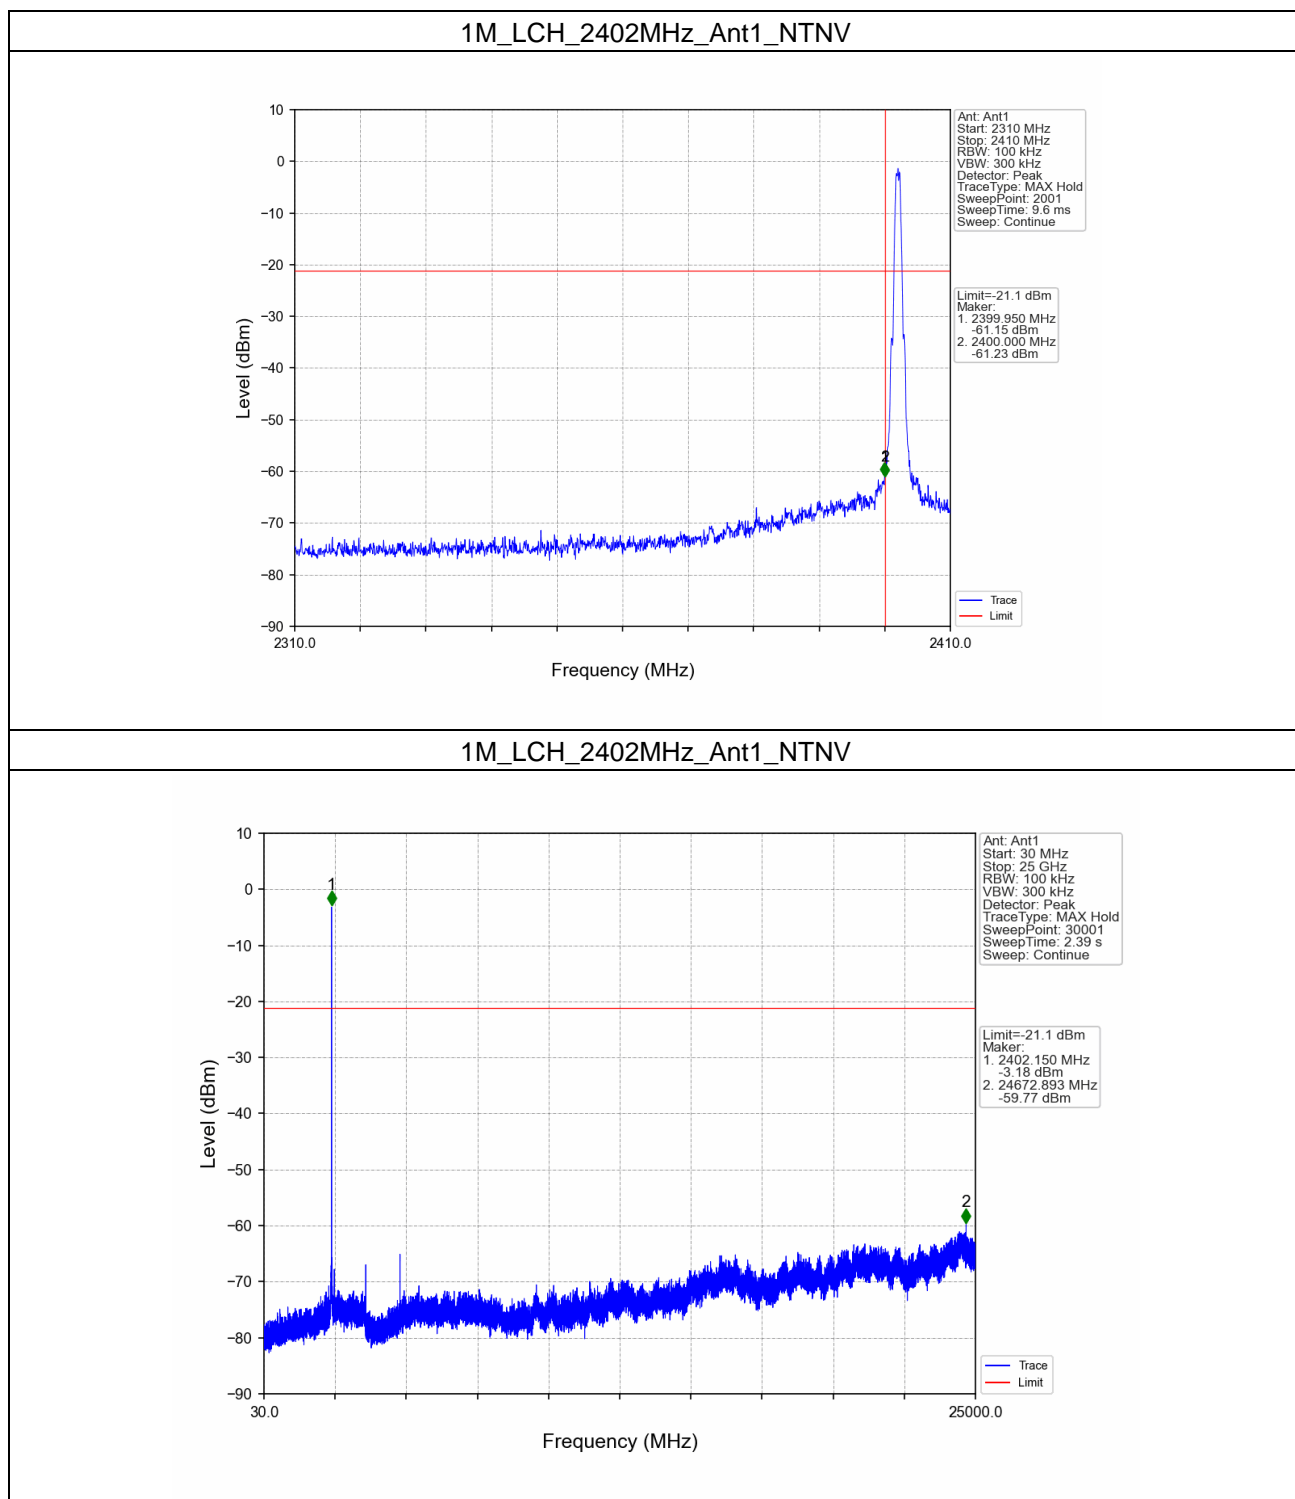 1M_LCH_2402MHz_Ant1_NTNV
10
0
−10
−20
−30
−40
−50
−60
−70
−80
−90
Level (dBm)
2310.0
2410.0
Frequency (MHz)
2
Ant: Ant1
Start: 2310 MHz
Stop: 2410 MHz
RBW: 100 kHz
VBW: 300 kHz
Detector: Peak
TraceType: MAX Hold
SweepPoint: 2001
SweepTime: 9.6 ms
Sweep: Continue
Limit=-21.1 dBm
Maker:
1. 2399.950 MHz
-61.15 dBm
2. 2400.000 MHz
-61.23 dBm
Trace
Limit
1M_LCH_2402MHz_Ant1_NTNV
10
0
−10
−20
−30
−40
−50
−60
−70
−80
−90
Level (dBm)
30.0
25000.0
Frequency (MHz)
1
2
Ant: Ant1
Start: 30 MHz
Stop: 25 GHz
RBW: 100 kHz
VBW: 300 kHz
Detector: Peak
TraceType: MAX Hold
SweepPoint: 30001
SweepTime: 2.39 s
Sweep: Continue
Limit=-21.1 dBm
Maker:
1. 2402.150 MHz
-3.18 dBm
2. 24672.893 MHz
-59.77 dBm
Trace
Limit